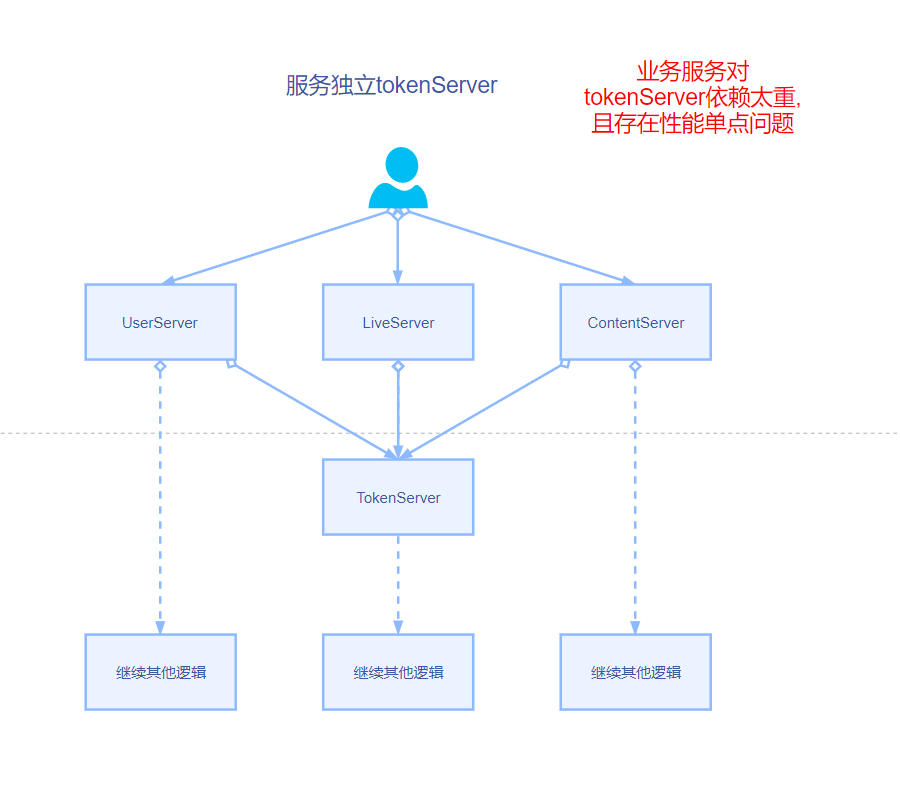 服务独立tokenServer
业务服务对
tokenServer依赖太重,
且存在性能单点问题
UserServer
LiveServer
ContentServer
TokenServer
继续其他逻辑
继续其他逻辑
继续其他逻辑